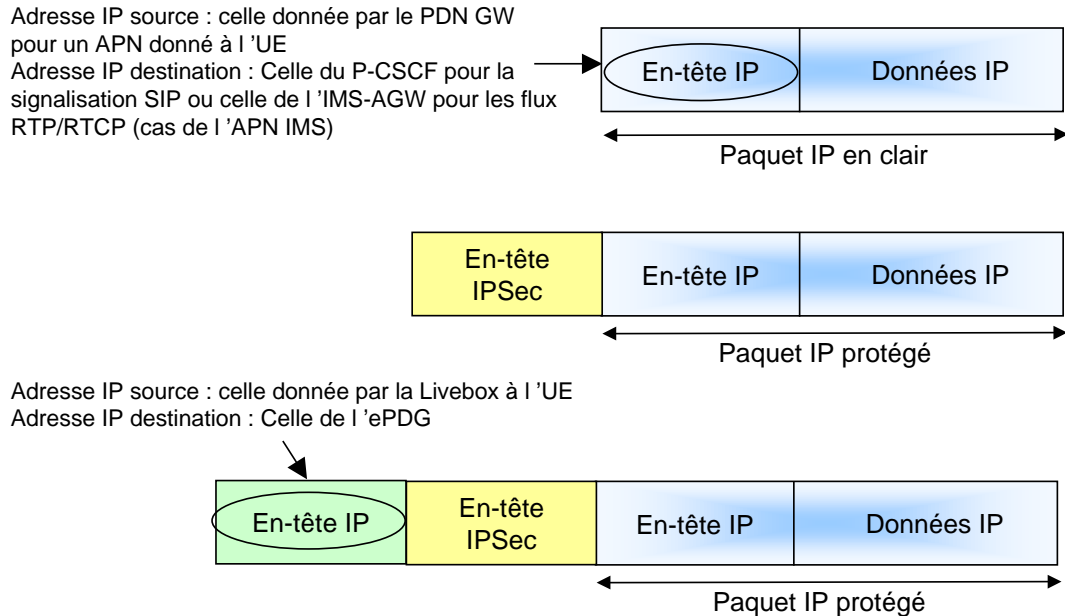 Adresse IP source : celle donnée par le PDN GW
pour un APN donné à l ’UE
Adresse IP destination : Celle du P-CSCF pour la
signalisation SIP ou celle de l ’IMS-AGW pour les flux
RTP/RTCP (cas de l ’APN IMS)
En-tête IP
Données IP
Paquet IP en clair
En-tête
IPSec
En-tête IP
Données IP
Paquet IP protégé
Adresse IP source : celle donnée par la Livebox à l ’UE
Adresse IP destination : Celle de l ’ePDG
En-tête IP
En-tête
IPSec
En-tête IP
Données IP
Paquet IP protégé